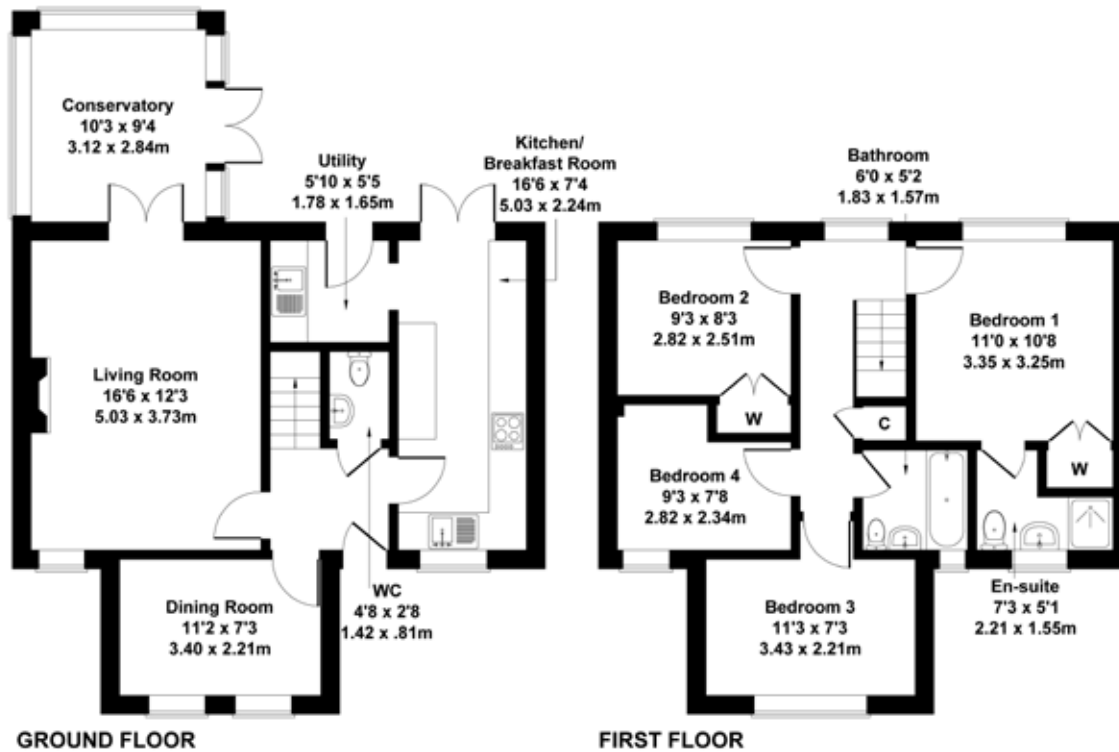 Conservatory
10'3 x 9'4
3.12 x 2.84m
Utility
5'10 x 5'5
1.78 x 1.65m
Kitchen/
Breakfast Room
16'6 x 7'4
5.03 x 2.24m
Living Room
16'6 x 12'3
5.03 x 3.73m
WC
4'8 x 2'8
1.42 x .81m
Dining Room
11'2 x 7'3
3.40 x 2.21m
GROUND FLOOR
Bathroom
6'0 x 5'2
1.83 x 1.57m
Bedroom 2
9'3 x 8'3
2.82 x 2.51m
W
Bedroom 1
11'0 x 10'8
3.35 x 3.25m
C
W
Bedroom 4
9'3 x 7'8
2.82 x 2.34m
En-suite
7'3 x 5'1
2.21 x 1.55m
Bedroom 3
11'3 x 7'3
3.43 x 2.21m
FIRST FLOOR